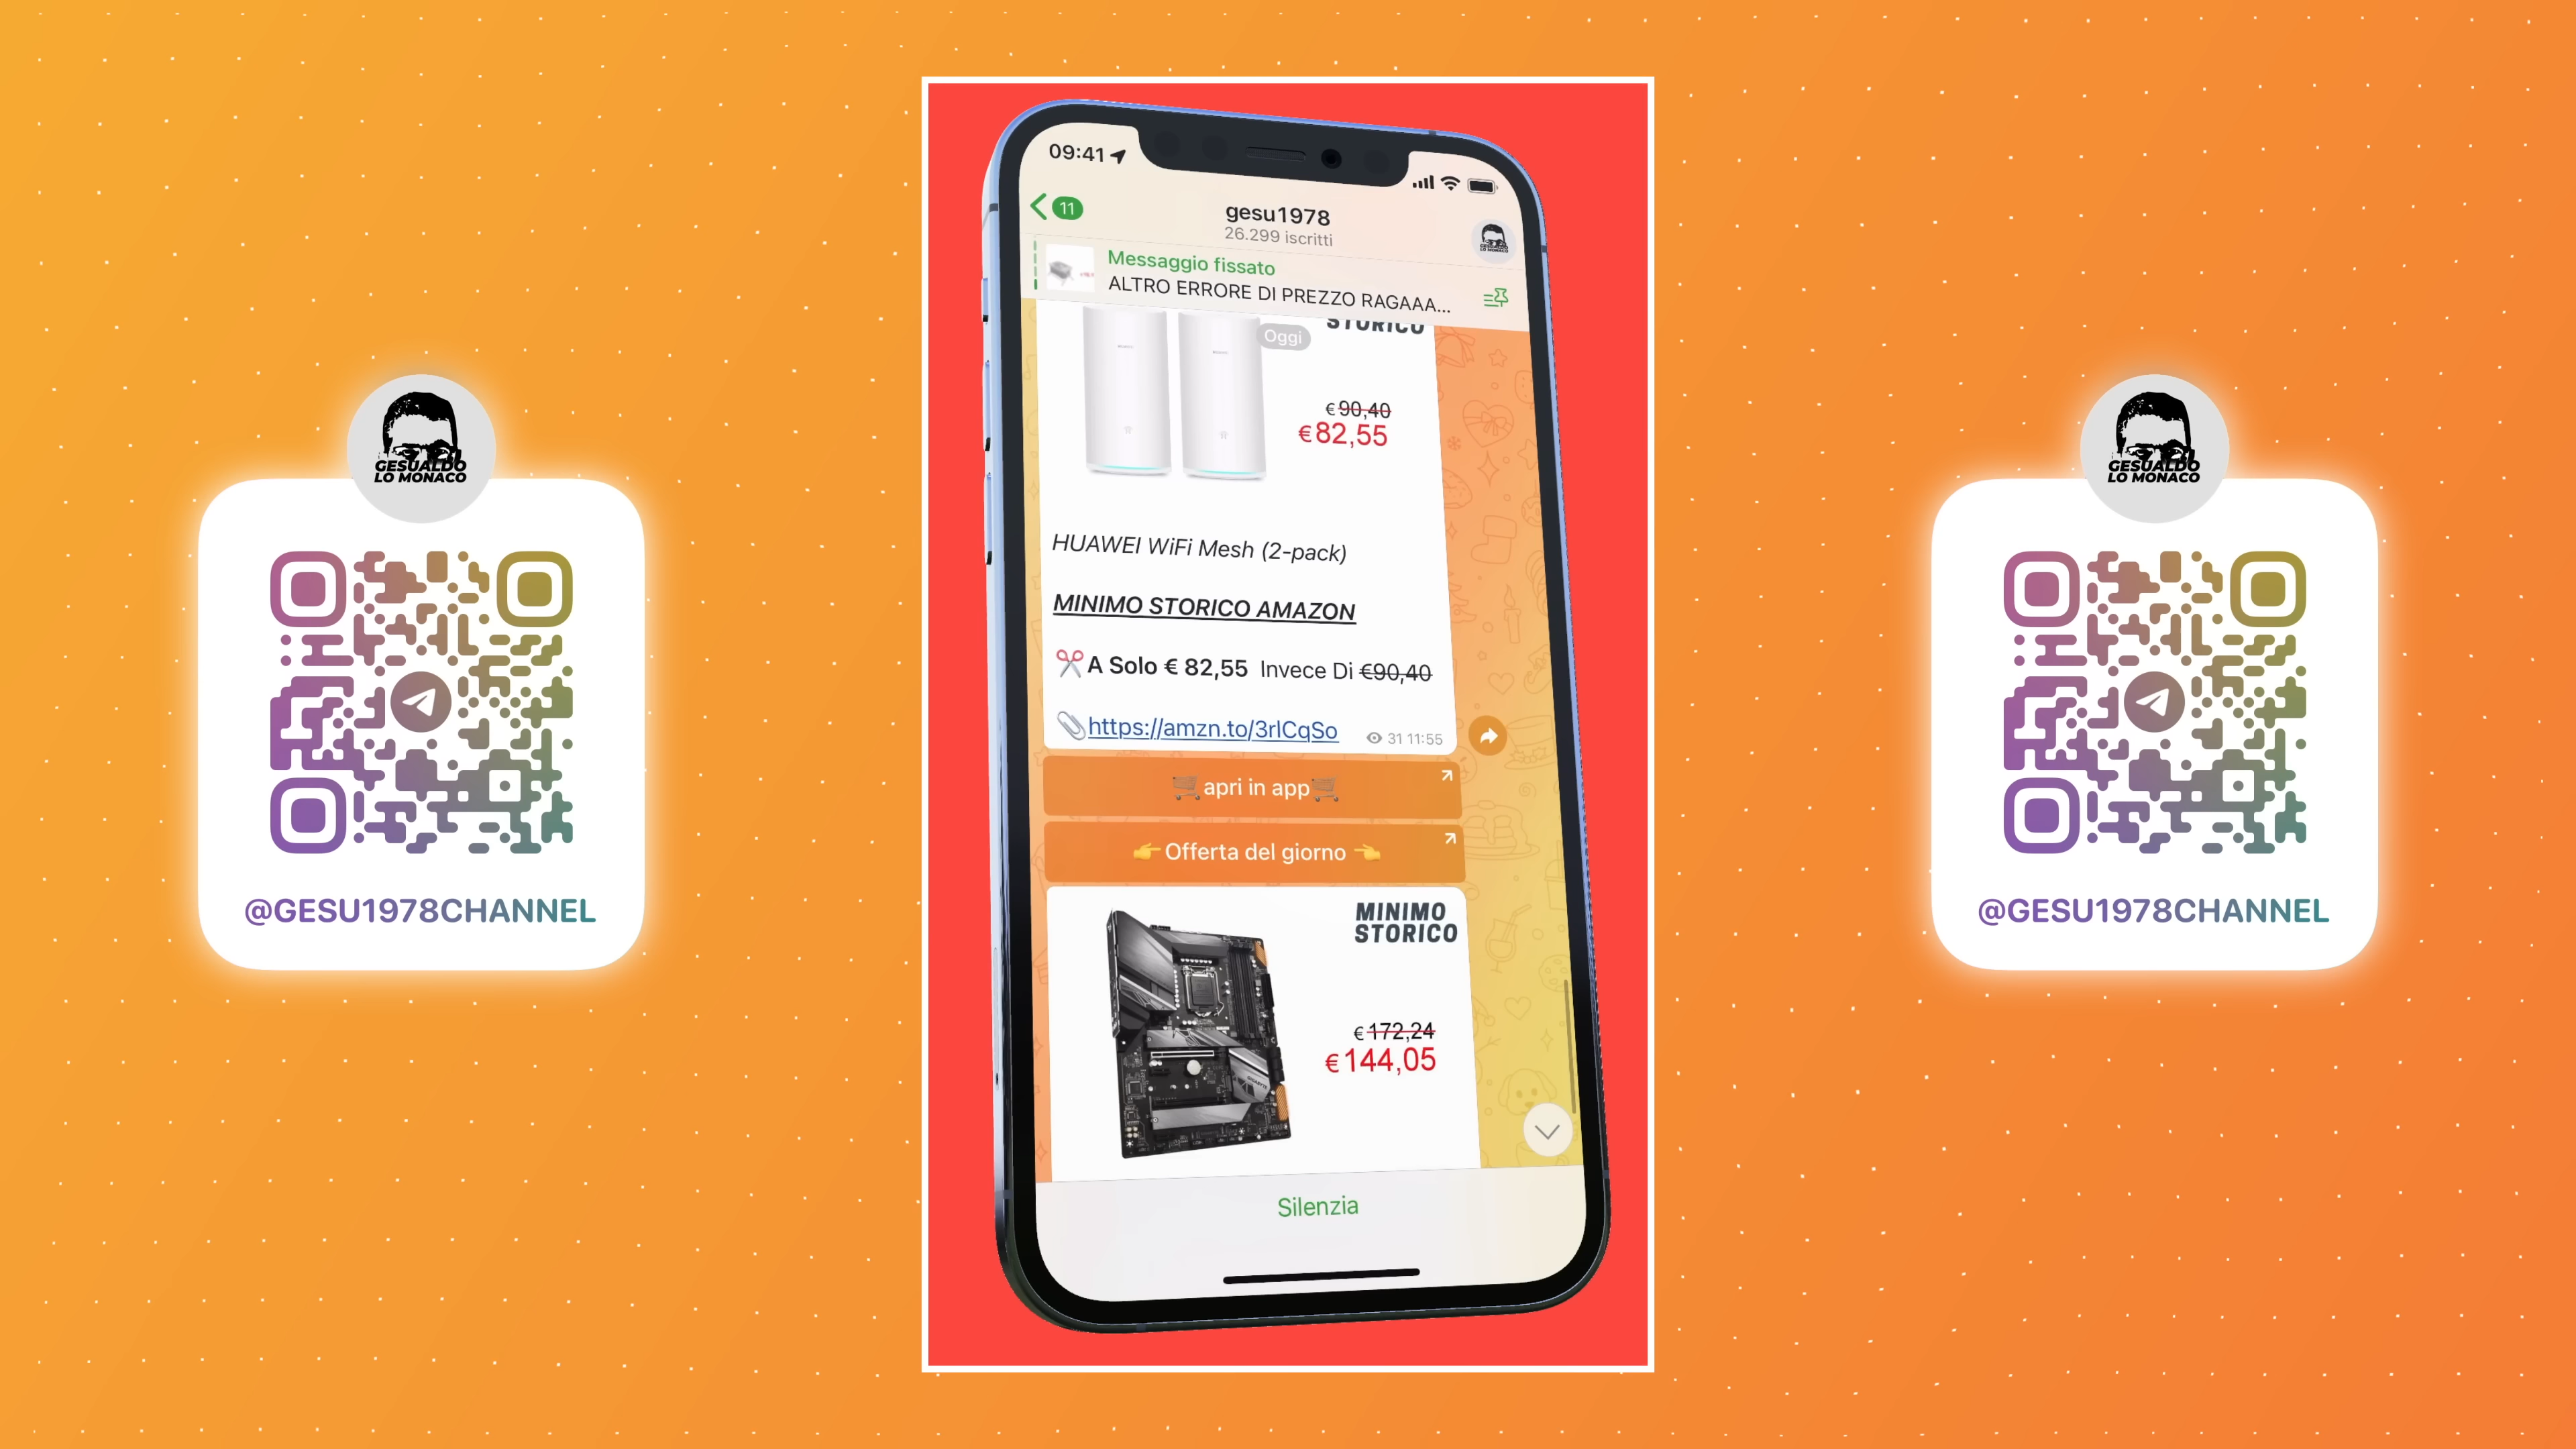 GESUALDO
LO MONACO
@GESU1978CHANNEL
09:41
11
gesu1978
26.299 iscritti
Messaggio fissato
ALTRO ERRORE DI PREZZO RAGAAA...
STORICO
Oggi
€90,40
€82,55
HUAWEI WiFi Mesh (2-pack)
MINIMO STORICO AMAZON
✂️A Solo € 82,55 Invece Di €90,40
📎https://amzn.to/3rlCqSo 31 11:55
🛒apri in app🛒
👉Offerta del giorno 👈
MINIMO
STORICO
€172,24
€144,05
Silenzia
GESUALDO
LO MONACO
@GESU1978CHANNEL